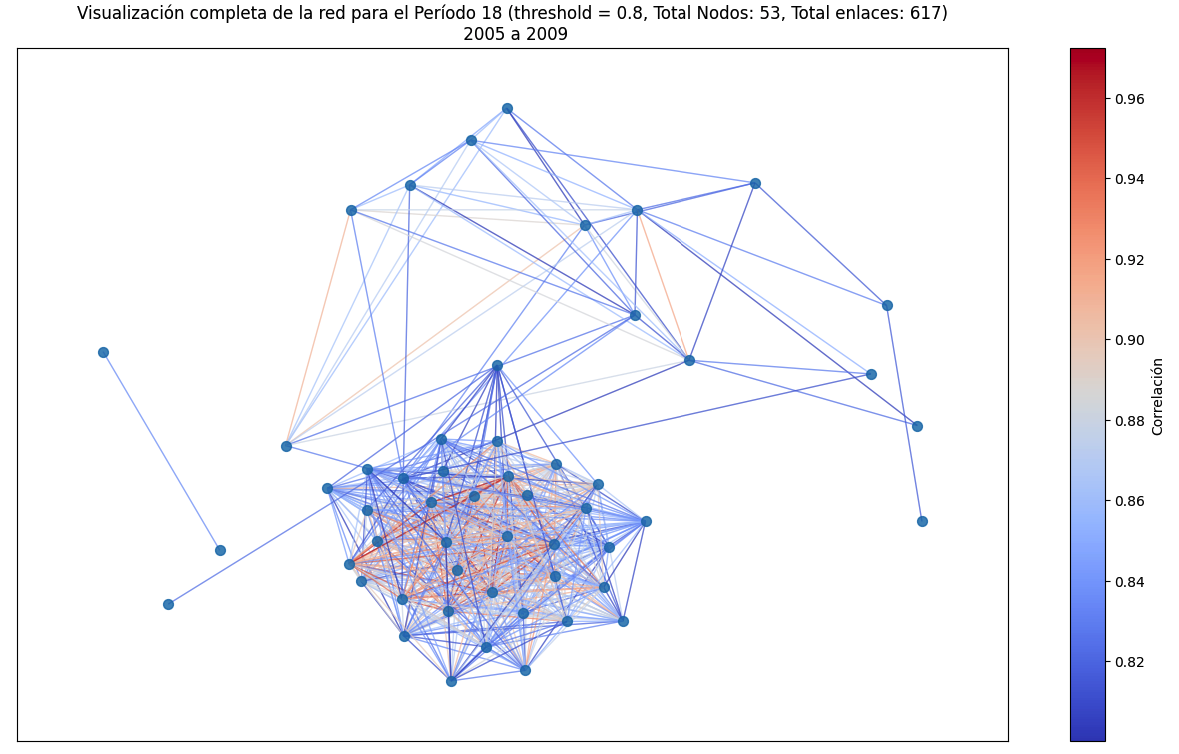 Visualización completa de la red para el Período 18 (threshold = 0.8, Total Nodos: 53, Total enlaces: 617)
2005 a 2009
0.96
0.94
0.92
0.90
0.88
0.86
0.84
0.82
Correlación